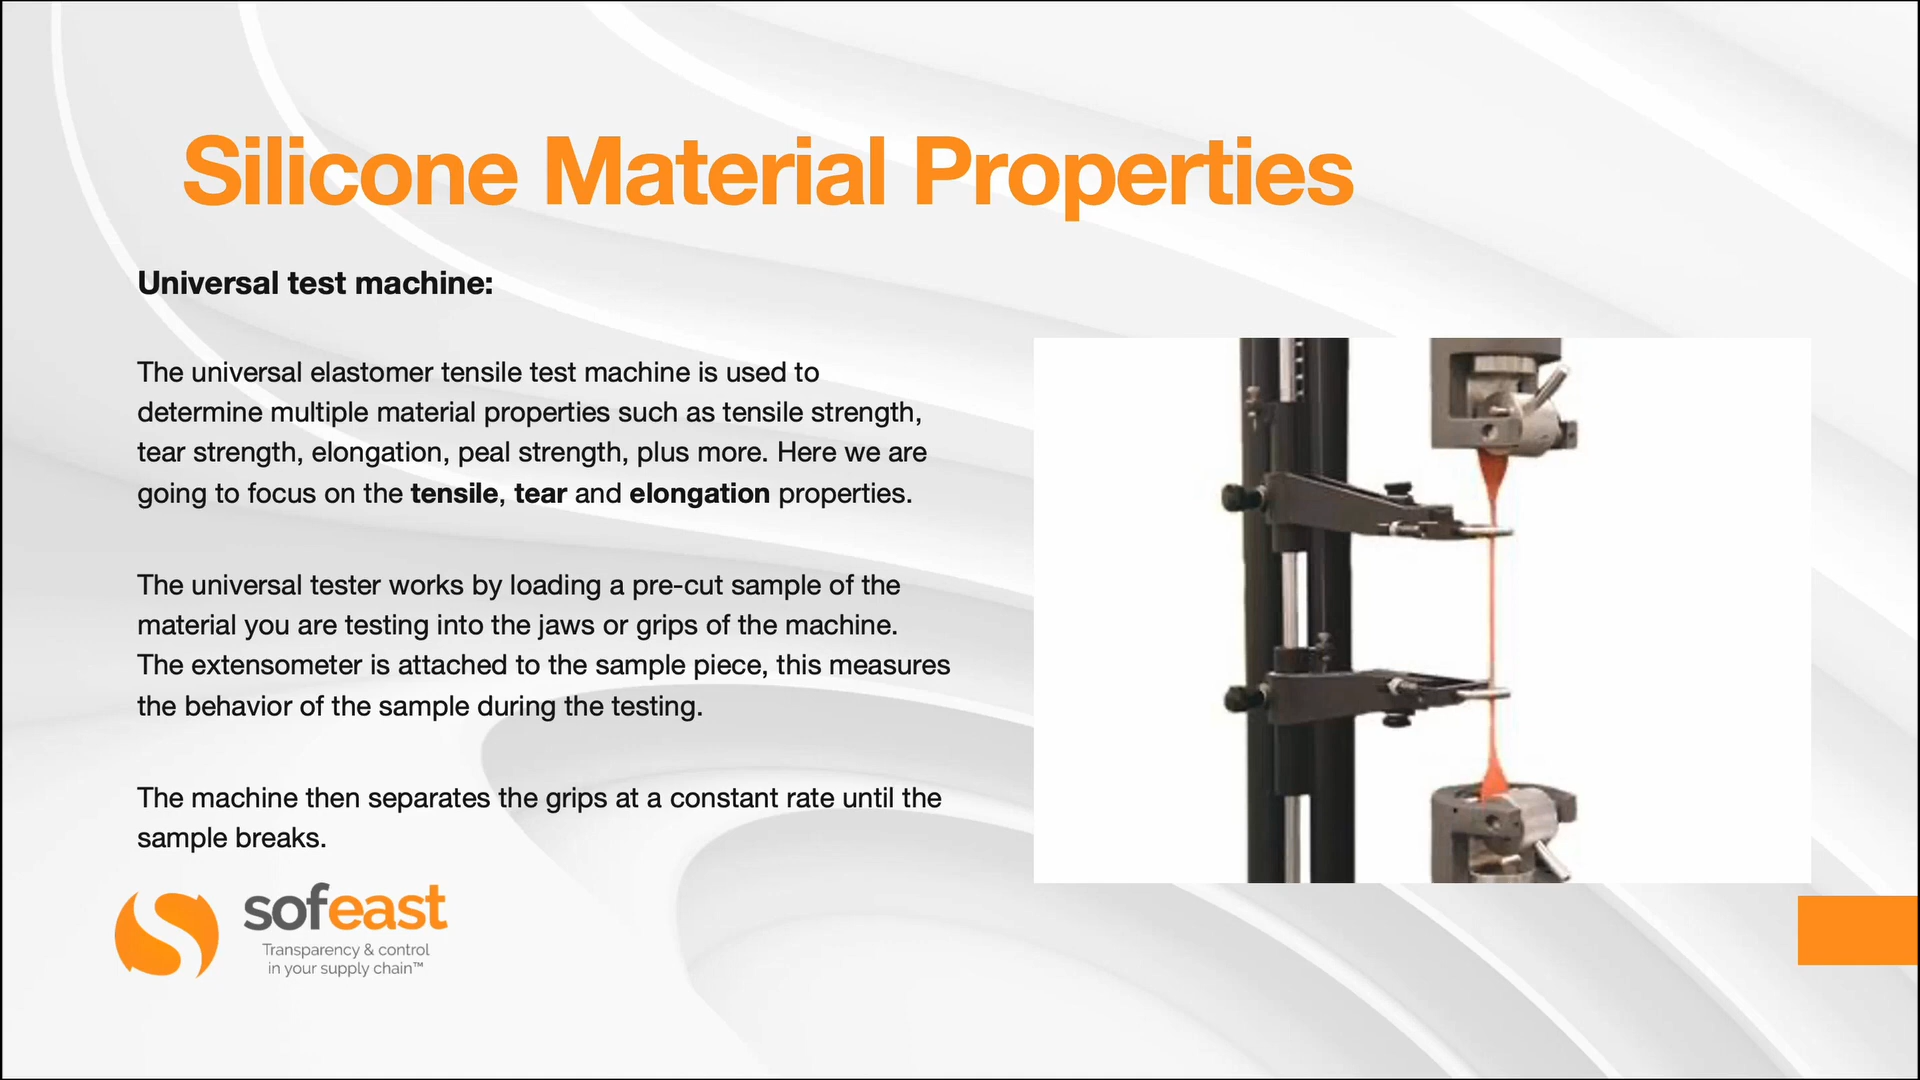 Silicone Material Properties
Universal test machine:
The universal elastomer tensile test machine is used to
determine multiple material properties such as tensile strength,
tear strength, elongation, peal strength, plus more. Here we are
going to focus on the tensile, tear and elongation properties.
The universal tester works by loading a pre-cut sample of the
material you are testing into the jaws or grips of the machine.
The extensometer is attached to the sample piece, this measures
the behavior of the sample during the testing.
The machine then separates the grips at a constant rate until the
sample breaks.
sofeast
Transparency & control
in your supply chain™